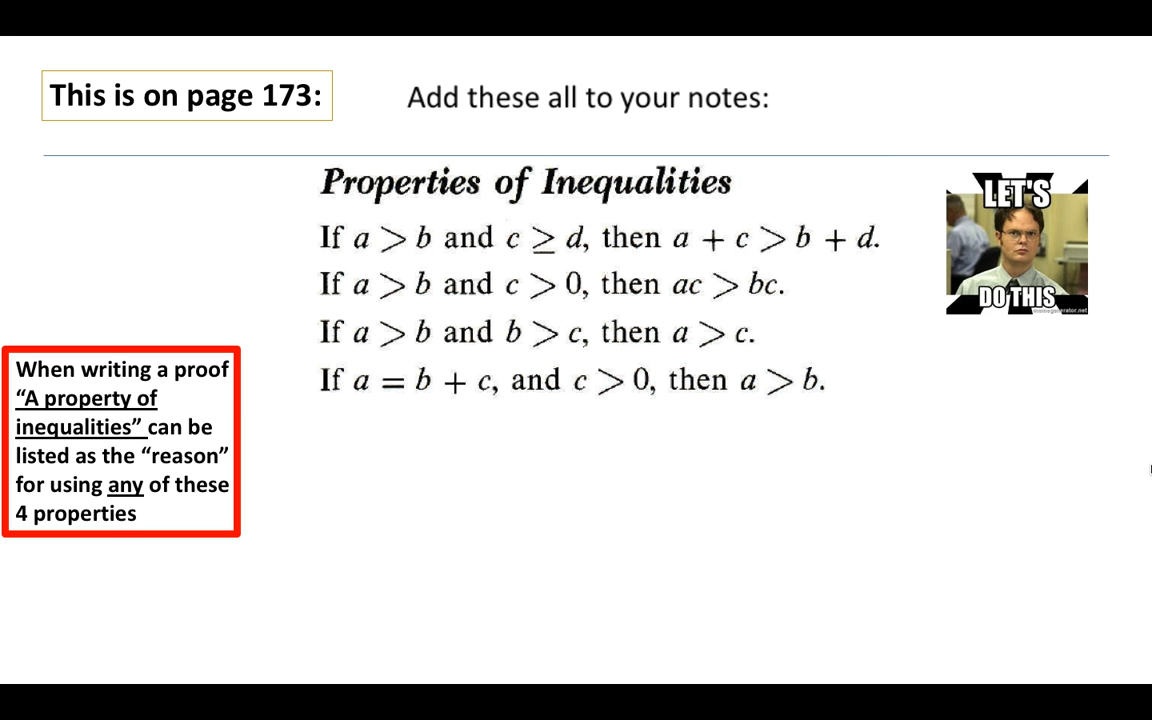 This is on page 173:
Add these all to your notes:
Properties of Inequalities
If a > b and c ≥ d, then a + c > b + d.
If a > b and c > 0, then ac > bc.
If a > b and b > c, then a > c.
If a = b + c, and c > 0, then a > b.
LET'S
DO THIS
memegenerator.net
When writing a proof
“A property of
inequalities” can be
listed as the “reason”
for using any of these
4 properties